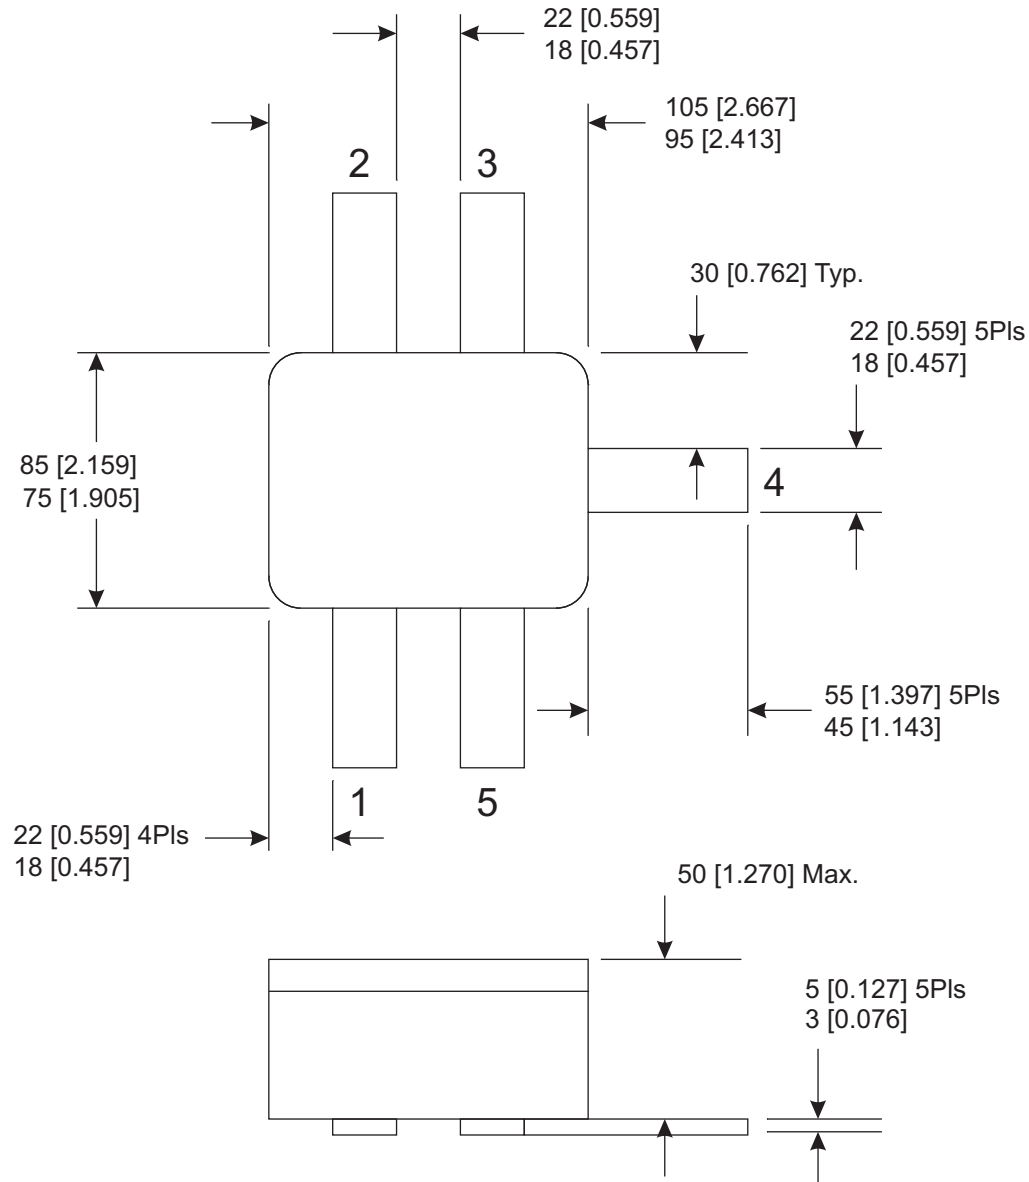 22 [0.559]
18 [0.457]
105 [2.667]
95 [2.413]
2
3
30 [0.762] Typ.
22 [0.559] 5Pls
18 [0.457]
85 [2.159]
75 [1.905]
4
55 [1.397] 5Pls
45 [1.143]
1
5
22 [0.559] 4Pls
18 [0.457]
50 [1.270] Max.
5 [0.127] 5Pls
3 [0.076]